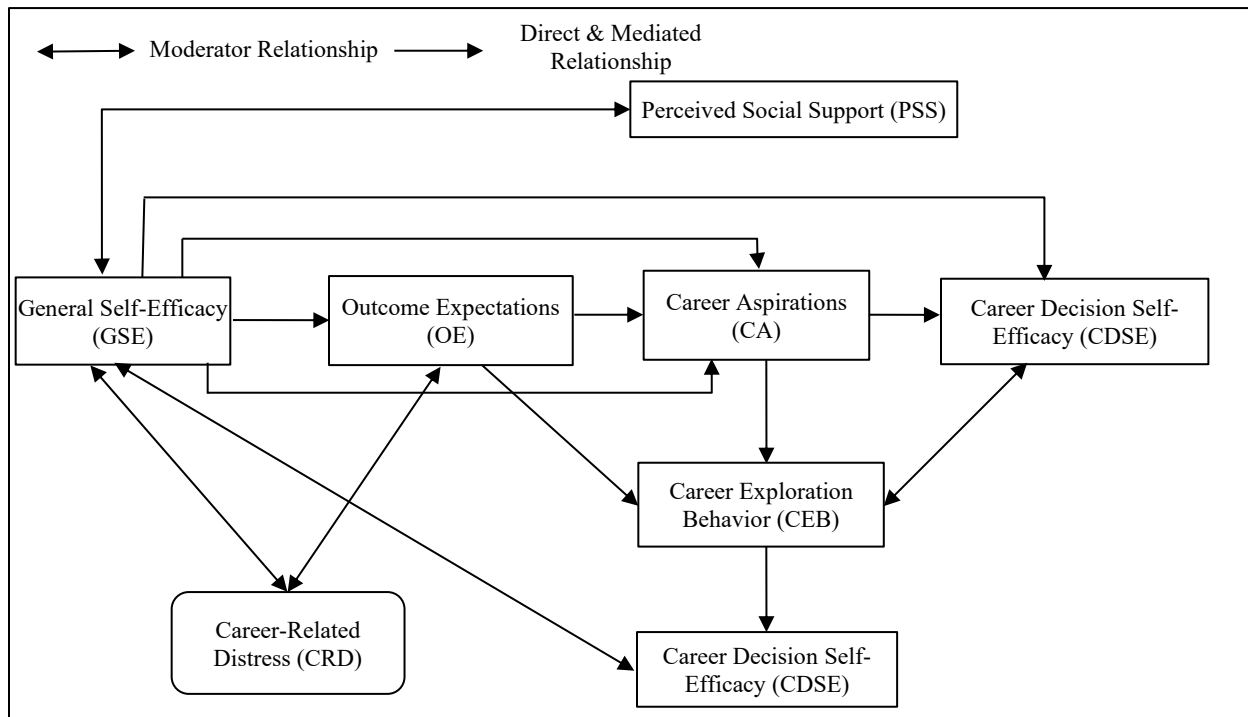 Moderator Relationship
Direct & Mediated
Relationship
Perceived Social Support (PSS)
General Self-Efficacy
(GSE)
Outcome Expectations
(OE)
Career Aspirations
(CA)
Career Decision Self-
Efficacy (CDSE)
Career Exploration
Behavior (CEB)
Career-Related
Distress (CRD)
Career Decision Self-
Efficacy (CDSE)